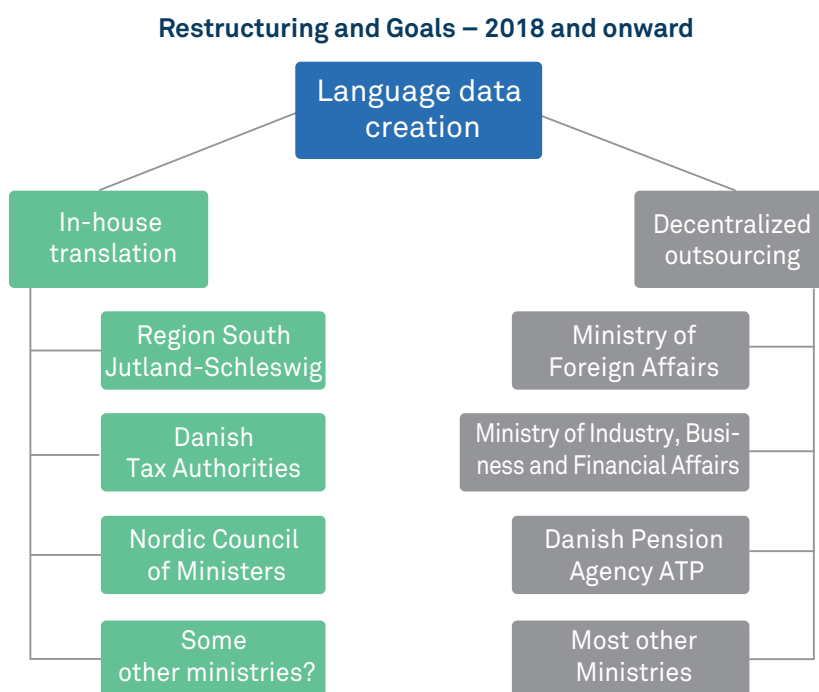 Restructuring and Goals – 2018 and onward
Language data
creation
In-house
translation
Region South
Jutland-Schleswig
Danish
Tax Authorities
Nordic Council
of Ministers
Some
other ministries?
Decentralized
outsourcing
Ministry of
Foreign Affairs
Ministry of Industry, Busi-
ness and Financial Affairs
Danish Pension
Agency ATP
Most other
Ministries